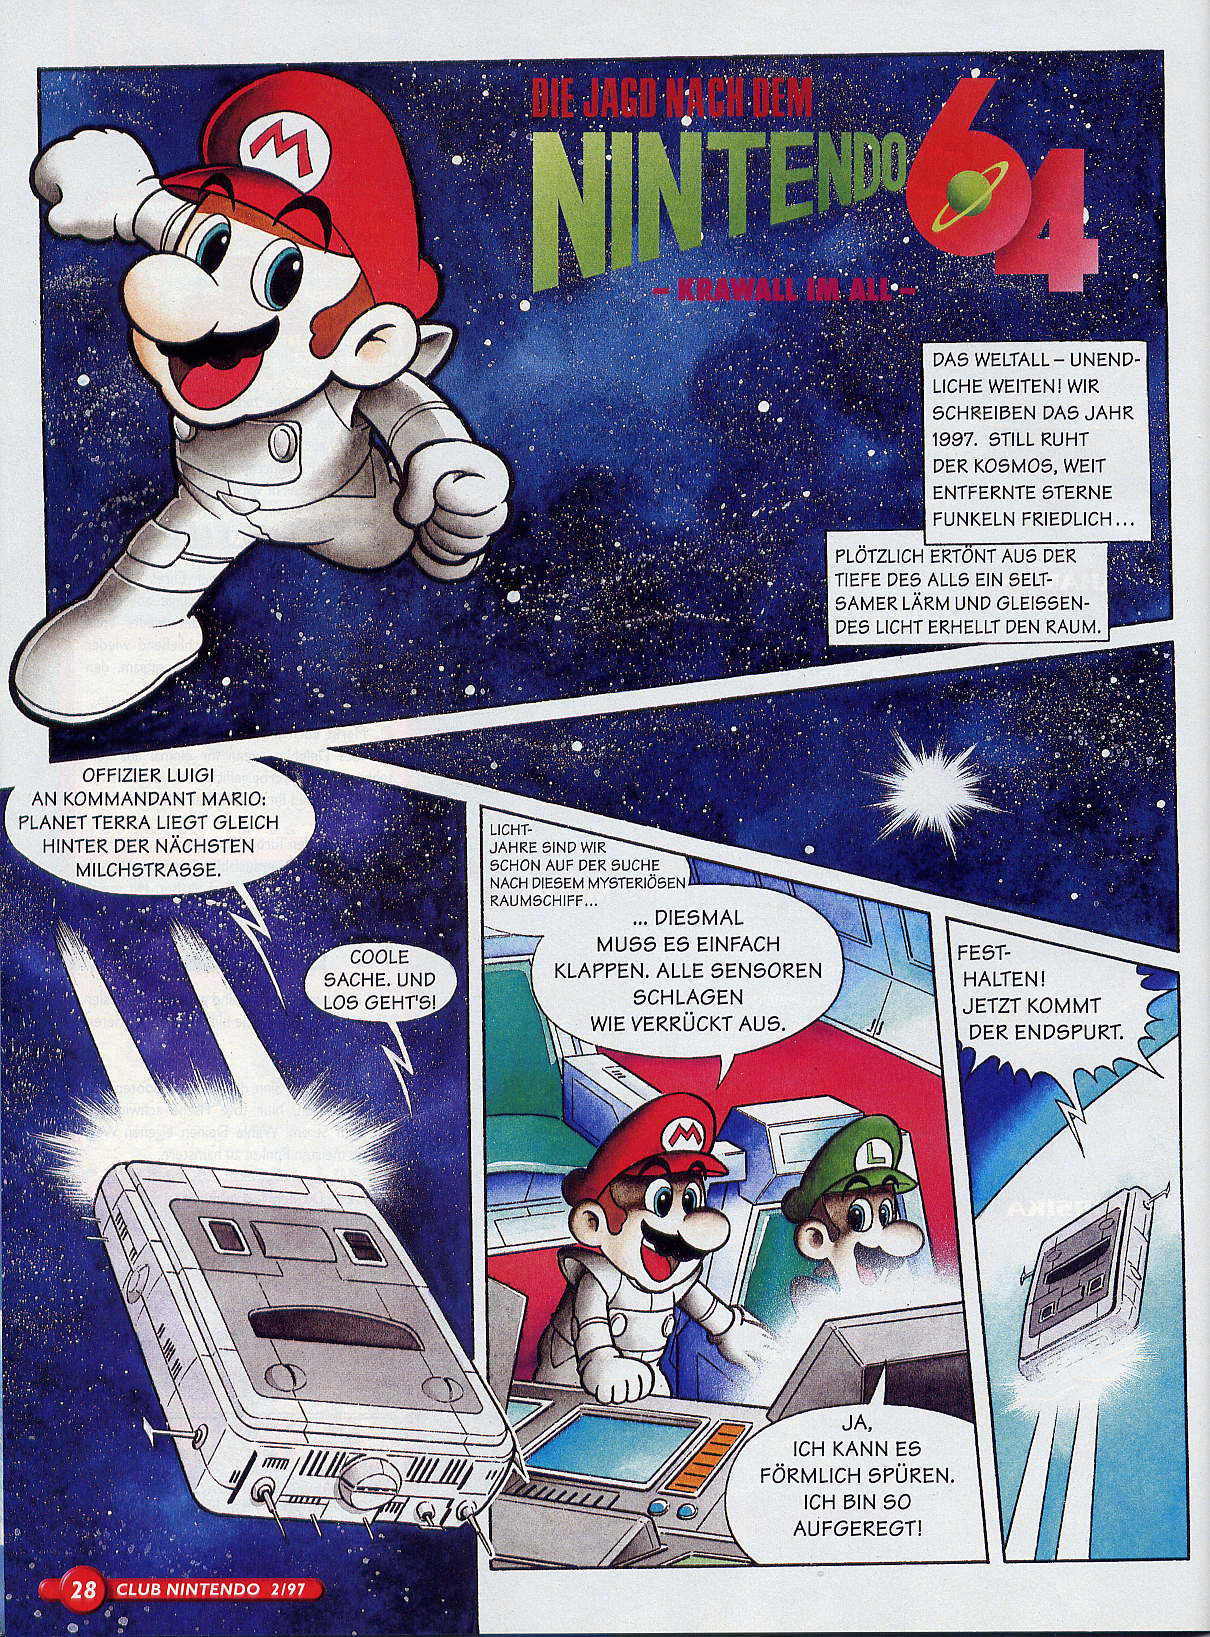 DIE JAGD NACH DEM
NINTENDO 64
– KRAWALL IM ALL –
M
DAS WELTALL – UNEND-
LICHE WEITEN! WIR
SCHREIBEN DAS JAHR
1997. STILL RUHT
DER KOSMOS, WEIT
ENTFERNTE STERNE
FUNKELN FRIEDLICH...
PLÖTZLICH ERTÖNT AUS DER
TIEFE DES ALLS EIN SELT-
SAMER LÄRM UND GLEISSEN-
DES LICHT ERHELLT DEN RAUM.
OFFIZIER LUIGI
AN KOMMANDANT MARIO:
PLANET TERRA LIEGT GLEICH
HINTER DER NÄCHSTEN
MILCHSTRASSE.
COOLE
SACHE. UND
LOS GEHT'S!
LICHT-
JAHRE SIND WIR
SCHON AUF DER SUCHE
NACH DIESEM MYSTERIÖSEN
RAUMSCHIFF...
... DIESMAL
MUSS ES EINFACH
KLAPPEN. ALLE SENSOREN
SCHLAGEN
WIE VERRÜCKT AUS.
M
L
JA,
ICH KANN ES
FÖRMLICH SPÜREN.
ICH BIN SO
AUFGEREGT!
FEST-
HALTEN!
JETZT KOMMT
DER ENDSPURT.
28 CLUB NINTENDO 2/97